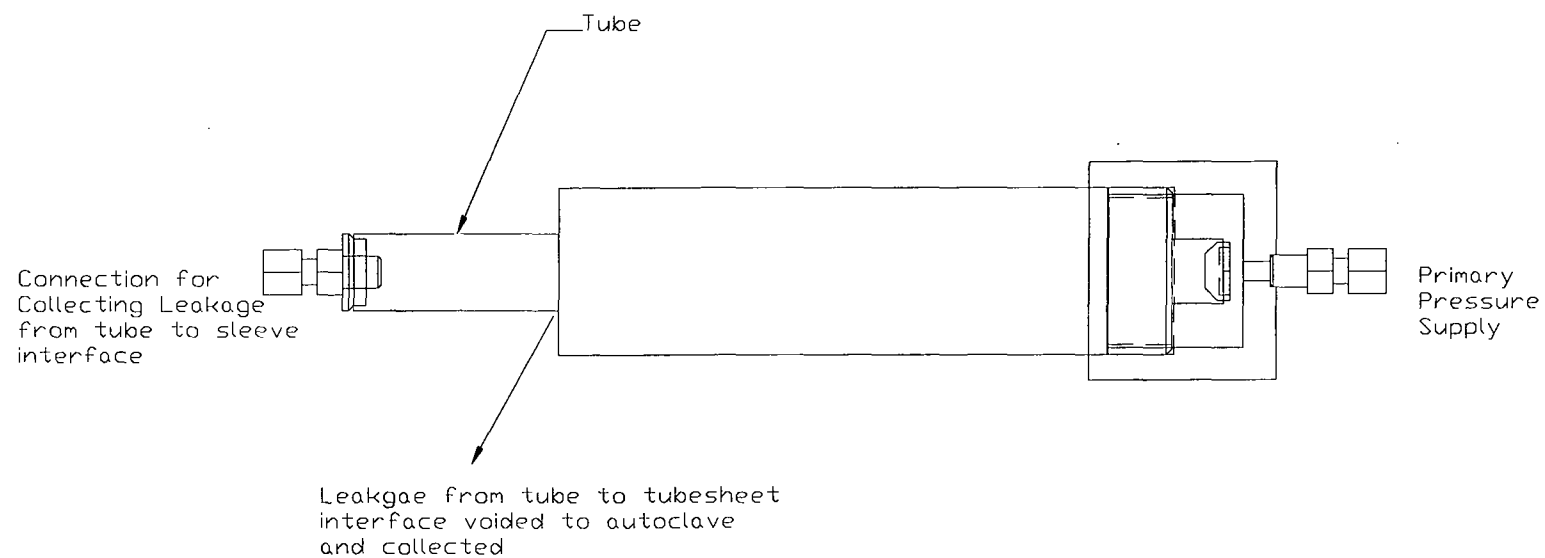 Tube
Connection for
Collecting Leakage
from tube to sleeve
interface
Primary
Pressure
Supply
Leakgae from tube to tubesheet
interface voided to autoclave
and collected